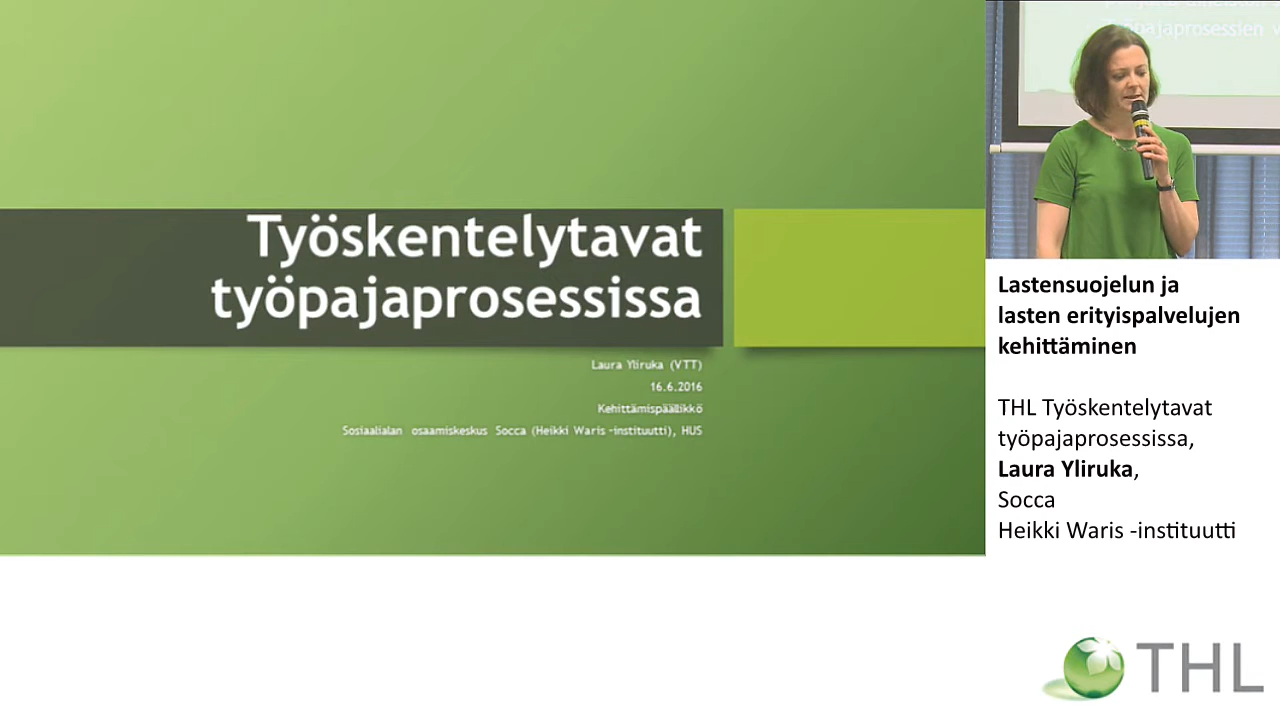 Työskentelytavat
työpajaprosessissa
Laura Yliruka (VTT)
16.6.2016
Kehittämispäällikkö
Sosiaalialan osaamiskeskus Socca (Heikki Waris -instituutti), HUS
Työpajaprosessien
Lastensuojelun ja
lasten erityispalvelujen
kehittäminen
THL Työskentelytavat
työpajaprosessissa,
Laura Yliruka,
Socca
Heikki Waris -instituutti
THL